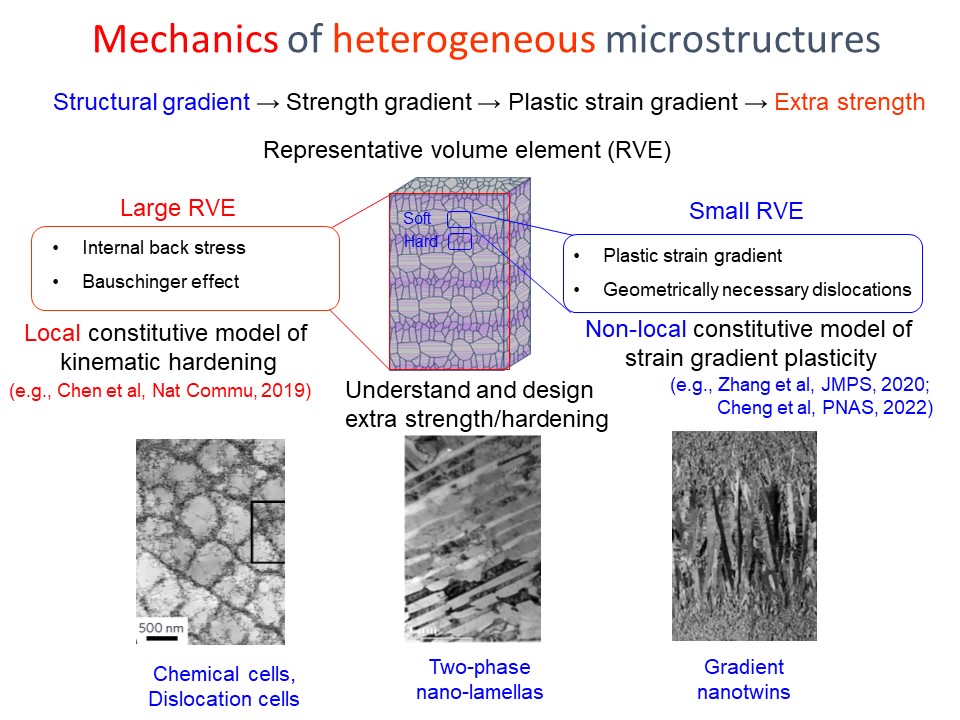 Mechanics of heterogeneous microstructures
Structural gradient → Strength gradient → Plastic strain gradient → Extra strength
Representative volume element (RVE)
Large RVE
• Internal back stress
• Bauschinger effect
Local constitutive model of
kinematic hardening
(e.g., Chen et al, Nat Commu, 2019)
Soft
Hard
Small RVE
• Plastic strain gradient
• Geometrically necessary dislocations
Non-local constitutive model of
strain gradient plasticity
(e.g., Zhang et al, JMPS, 2020;
Cheng et al, PNAS, 2022)
Understand and design
extra strength/hardening
500 nm
Chemical cells,
Dislocation cells
Two-phase
nano-lamellas
Gradient
nanotwins